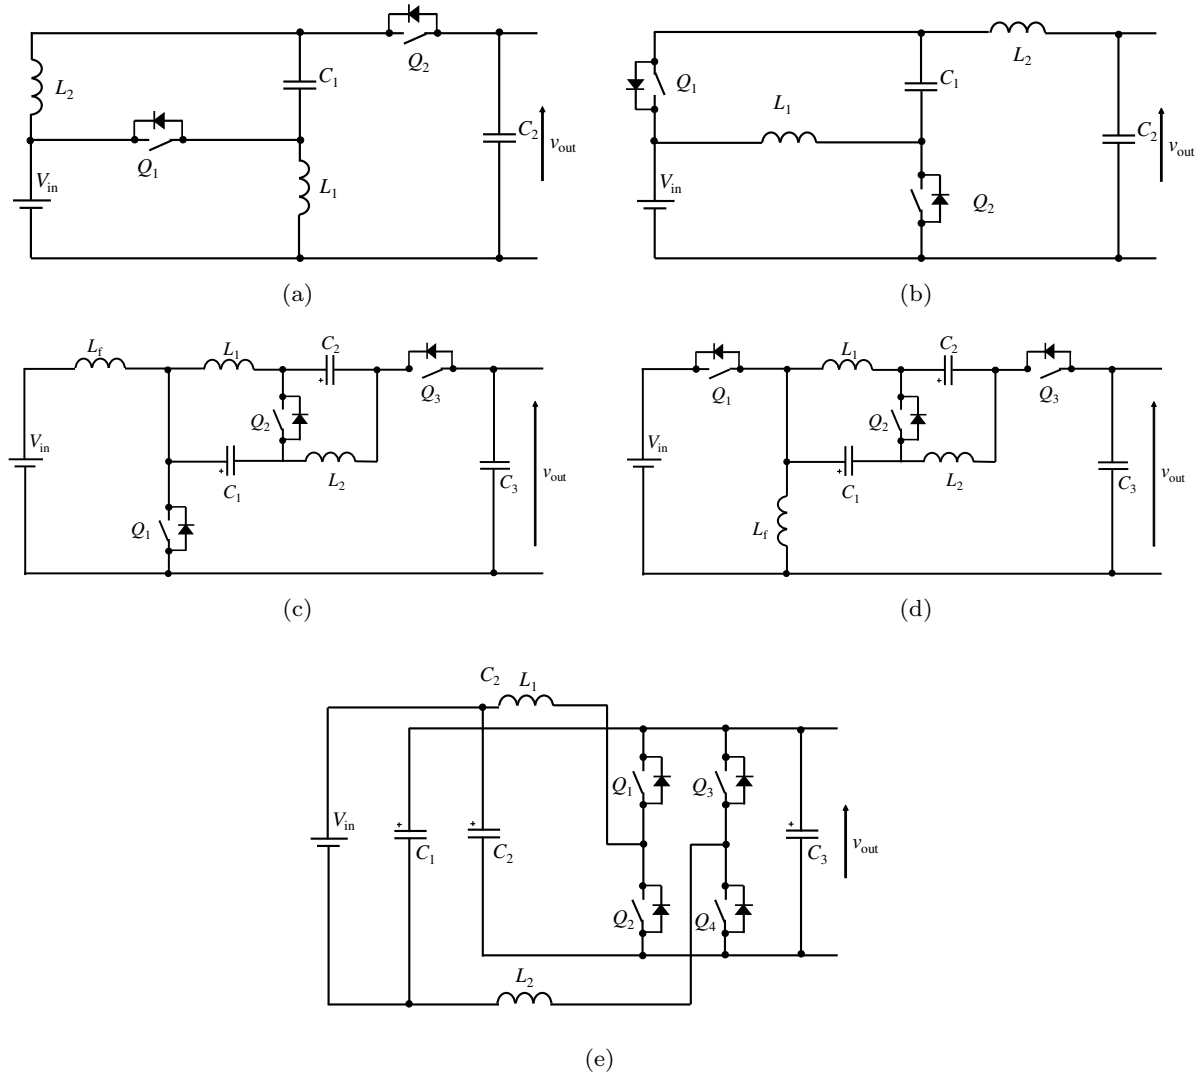 Q2
L2
C1
Q1
C2
vout
Vin
L1
(a)
Q1
L2
C1
L1
C2
vout
Vin
Q2
(b)
Lf
L1
C2
Q3
Q2
Vin
+
+
C1
L2
C3
vout
Q1
(c)
Q1
L1
C2
Q3
Q2
Vin
+
+
C1
L2
C3
vout
Lf
(d)
C2 L1
Q1
Q3
Vin
+
+
+
C1
C2
C3
vout
Q2
Q4
L2
(e)